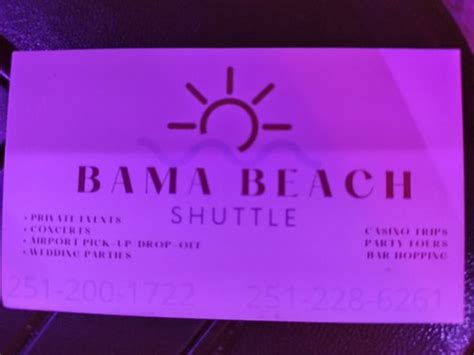 BAMA BEACH
SHUTTLE
• PRIVATE EVENTS
• CONCERTS
• AIRPORT PICK-UP/DROP-OFF
• WEDDING PARTIES
CASINO TRIPS
PARTY TOURS
BAR HOPPING
251-200-1722
251-228-6261